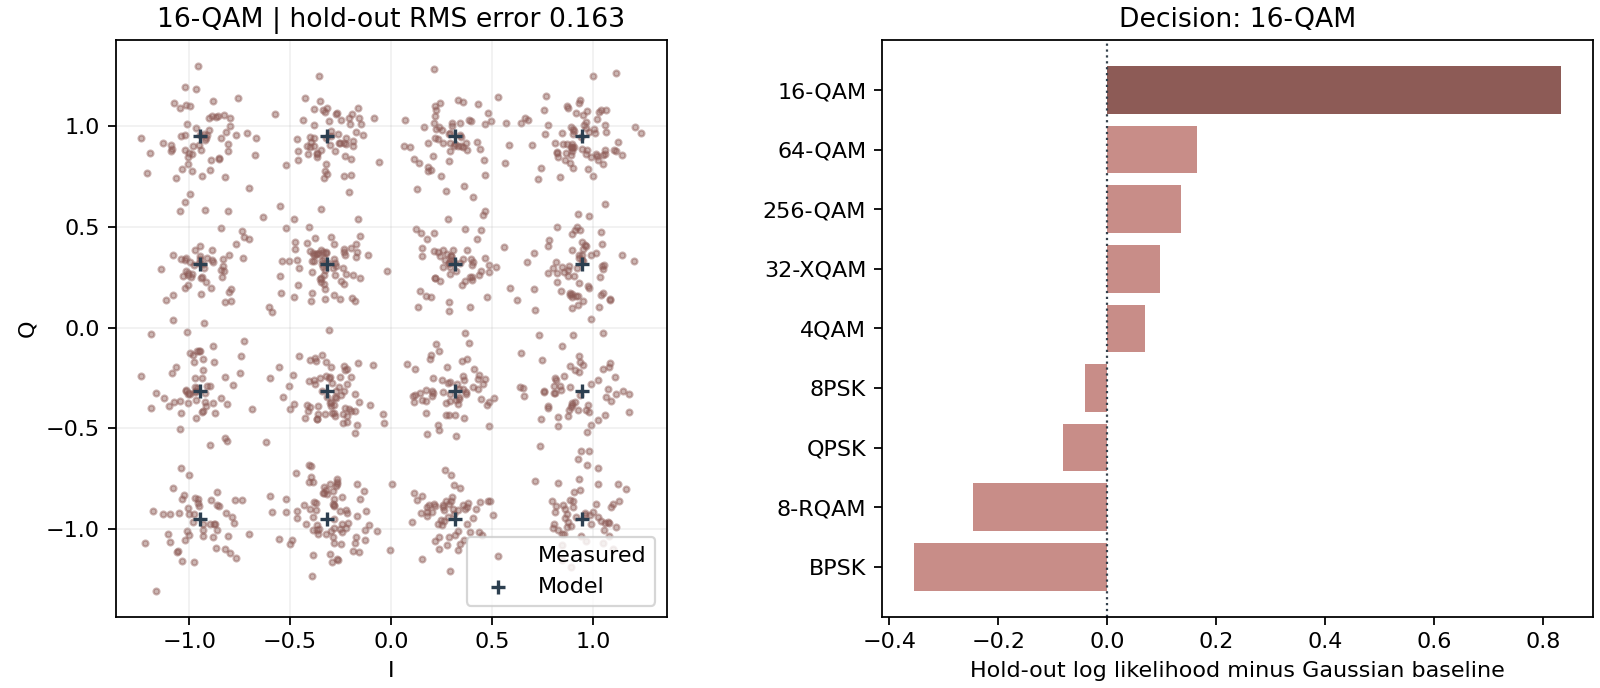 16-QAM | hold-out RMS error 0.163
1.0
0.5
0.0
−0.5
−1.0
Q
−1.0
−0.5
0.0
0.5
1.0
I
Measured
Model
Decision: 16-QAM
16-QAM
64-QAM
256-QAM
32-XQAM
4QAM
8PSK
QPSK
8-RQAM
BPSK
−0.4
−0.2
0.0
0.2
0.4
0.6
0.8
Hold-out log likelihood minus Gaussian baseline